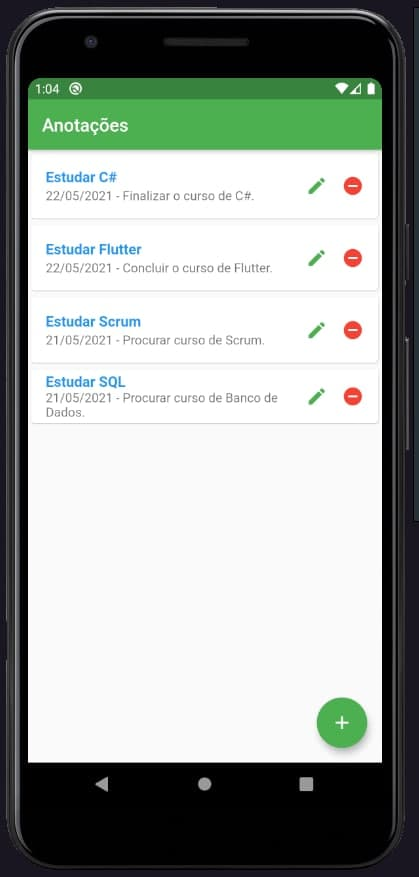 1:04
Anotações
Estudar C#
22/05/2021 - Finalizar o curso de C#.
Estudar Flutter
22/05/2021 - Concluir o curso de Flutter.
Estudar Scrum
21/05/2021 - Procurar curso de Scrum.
Estudar SQL
21/05/2021 - Procurar curso de Banco de
Dados.